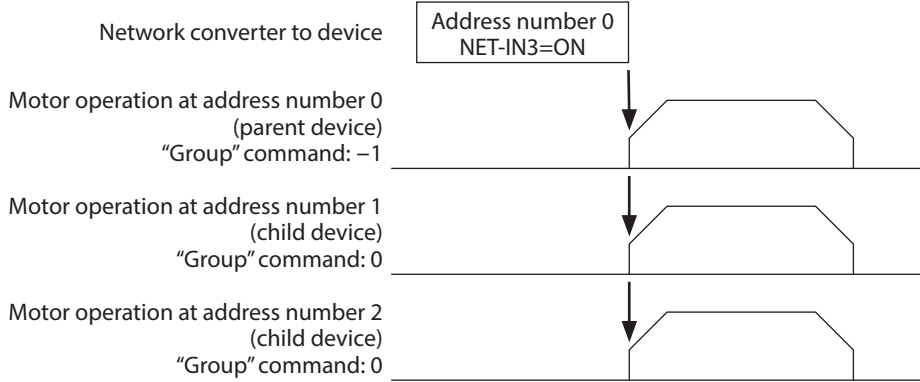 Network converter to device
Address number 0
NET-IN3=ON
Motor operation at address number 0
(parent device)
“Group” command: −1
Motor operation at address number 1
(child device)
“Group” command: 0
Motor operation at address number 2
(child device)
“Group” command: 0